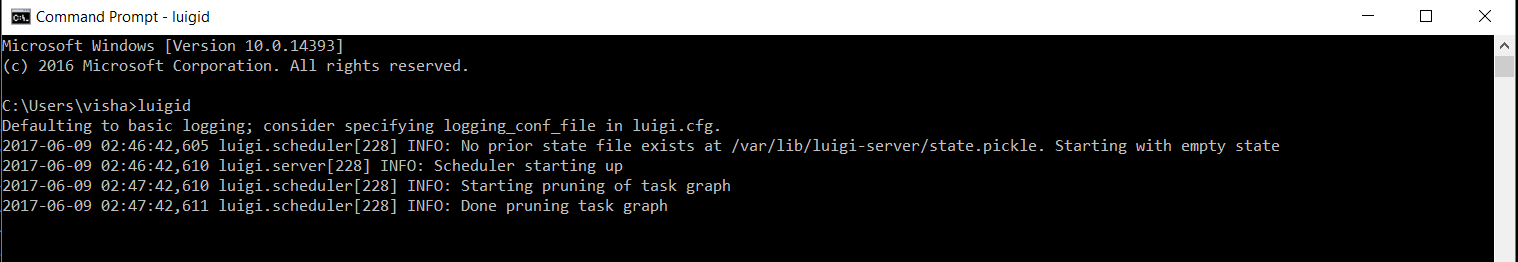 Command Prompt - luigid
Microsoft Windows [Version 10.0.14393]
(c) 2016 Microsoft Corporation. All rights reserved.
C:\Users\visha>luigid
Defaulting to basic logging; consider specifying logging_conf_file in luigi.cfg.
2017-06-09 02:46:42,605 luigi.scheduler[228] INFO: No prior state file exists at /var/lib/luigi-server/state.pickle. Starting with empty state
2017-06-09 02:46:42,610 luigi.server[228] INFO: Scheduler starting up
2017-06-09 02:47:42,610 luigi.scheduler[228] INFO: Starting pruning of task graph
2017-06-09 02:47:42,611 luigi.scheduler[228] INFO: Done pruning task graph